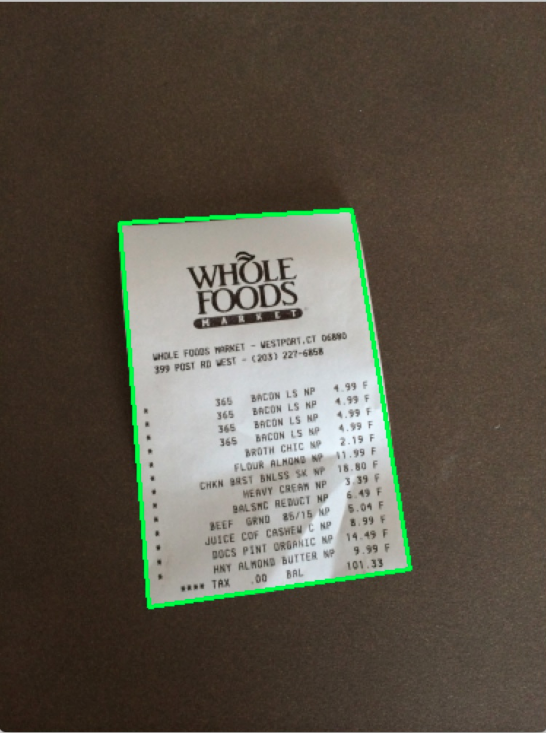 WHOLE
FOODS
MARKET
WHOLE FOODS MARKET - WESTPORT,CT 06880
399 POST RD WEST - (203) 227-6858
365 BACON LS NP 4.99 F
365 BACON LS NP 4.99 F
365 BACON LS NP 4.99 F
365 BACON LS NP 4.99 F
BROTH CHIC NP 2.19 F
FLOUR ALMOND NP 11.99 F
CHKN BRST BNLSS SK NP 18.80 F
HEAVY CREAM NP 3.39 F
BALSMC REDUCT NP 6.49 F
BEEF GRND 85/15 NP 5.04 F
JUICE COF CASHEW C NP 8.99 F
DOCS PINT ORGANIC NP 14.49 F
HNY ALMOND BUTTER NP 9.99 F
**** TAX .00 BAL 101.33